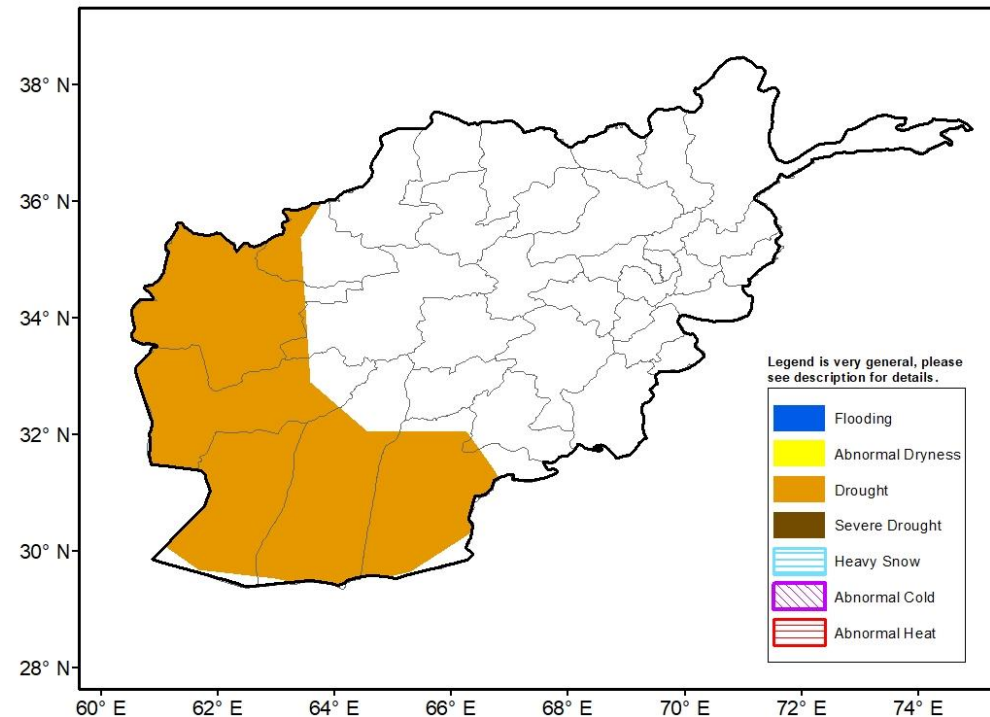 38° N
36° N
34° N
32° N
30° N
28° N
60° E
62° E
64° E
66° E
68° E
70° E
72° E
74° E
Legend is very general, please
see description for details.
Flooding
Abnormal Dryness
Drought
Severe Drought
Heavy Snow
Abnormal Cold
Abnormal Heat